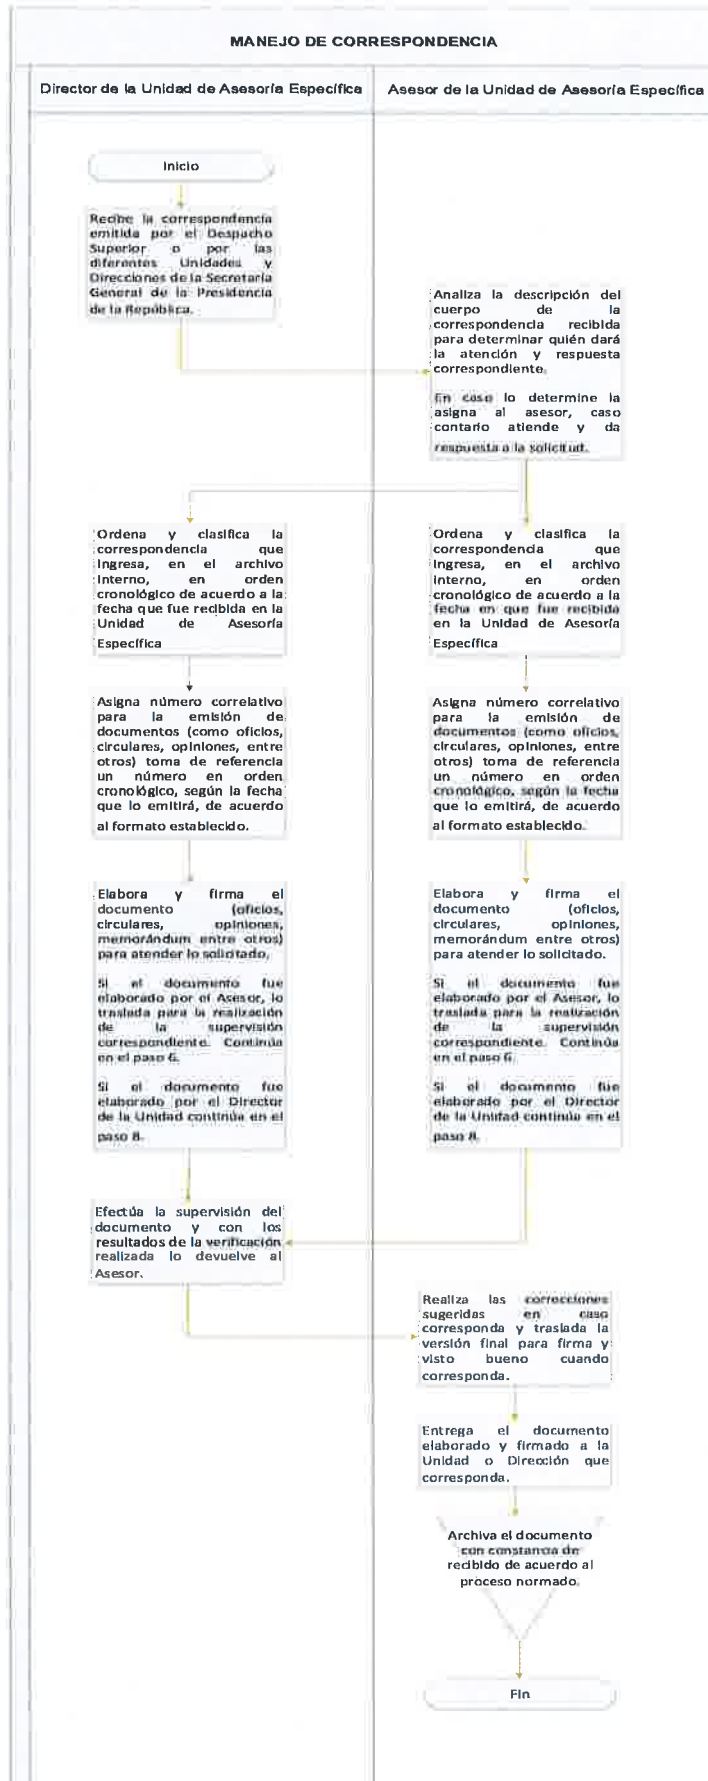 MANEJO DE CORRESPONDENCIA
Director de la Unidad de Asesoría Específica
Asesor de la Unidad de Asesoría Específica
Inicio
Recibe la correspondencia
emitida por el Despacho
Superior o por las
diferentes Unidades y
Direcciones de la Secretaría
General de la Presidencia
de la República.
Analiza la descripción del
cuerpo de la
correspondencia recibida
para determinar quién dará
la atención y respuesta
correspondiente.
En caso lo determine la
asigna al asesor, caso
contario atiende y da
respuesta a la solicitud.
Ordena y clasifica la
correspondencia que
ingresa, en el archivo
interno, en orden
cronológico de acuerdo a la
fecha que fue recibida en la
Unidad de Asesoría
Específica
Ordena y clasifica la
correspondencia que
ingresa, en el archivo
interno, en orden
cronológico de acuerdo a la
fecha en que fue recibida
en la Unidad de Asesoría
Específica
Asigna número correlativo
para la emisión de
documentos (como oficios,
circulares, opiniones, entre
otros) toma de referencia
un número en orden
cronológico, según la fecha
que lo emitirá, de acuerdo
al formato establecido.
Asigna número correlativo
para la emisión de
documentos (como oficios,
circulares, opiniones, entre
otros) toma de referencia
un número en orden
cronológico, según la fecha
que lo emitirá, de acuerdo
al formato establecido.
Elabora y firma el
documento (oficios,
circulares, opiniones,
memorándum entre otros)
para atender lo solicitado.
Si el documento fue
elaborado por el Asesor, lo
traslada para la realización
de la supervisión
correspondiente. Continúa
en el paso 6.
Si el documento fue
elaborado por el Director
de la Unidad continúa en el
paso 8.
Elabora y firma el
documento (oficios,
circulares, opiniones,
memorándum entre otros)
para atender lo solicitado.
Si el documento fue
elaborado por el Asesor, lo
traslada para la realización
de la supervisión
correspondiente. Continúa
en el paso 6.
Si el documento fue
elaborado por el Director
de la Unidad continúa en el
paso 8.
Efectúa la supervisión del
documento y con los
resultados de la verificación
realizada lo devuelve al
Asesor.
Realiza las correcciones
sugeridas en caso
corresponda y traslada la
versión final para firma y
visto bueno cuando
corresponda.
Entrega el documento
elaborado y firmado a la
Unidad o Dirección que
corresponda.
Archiva el documento
con constancia de
recibido de acuerdo al
proceso normado.
Fin